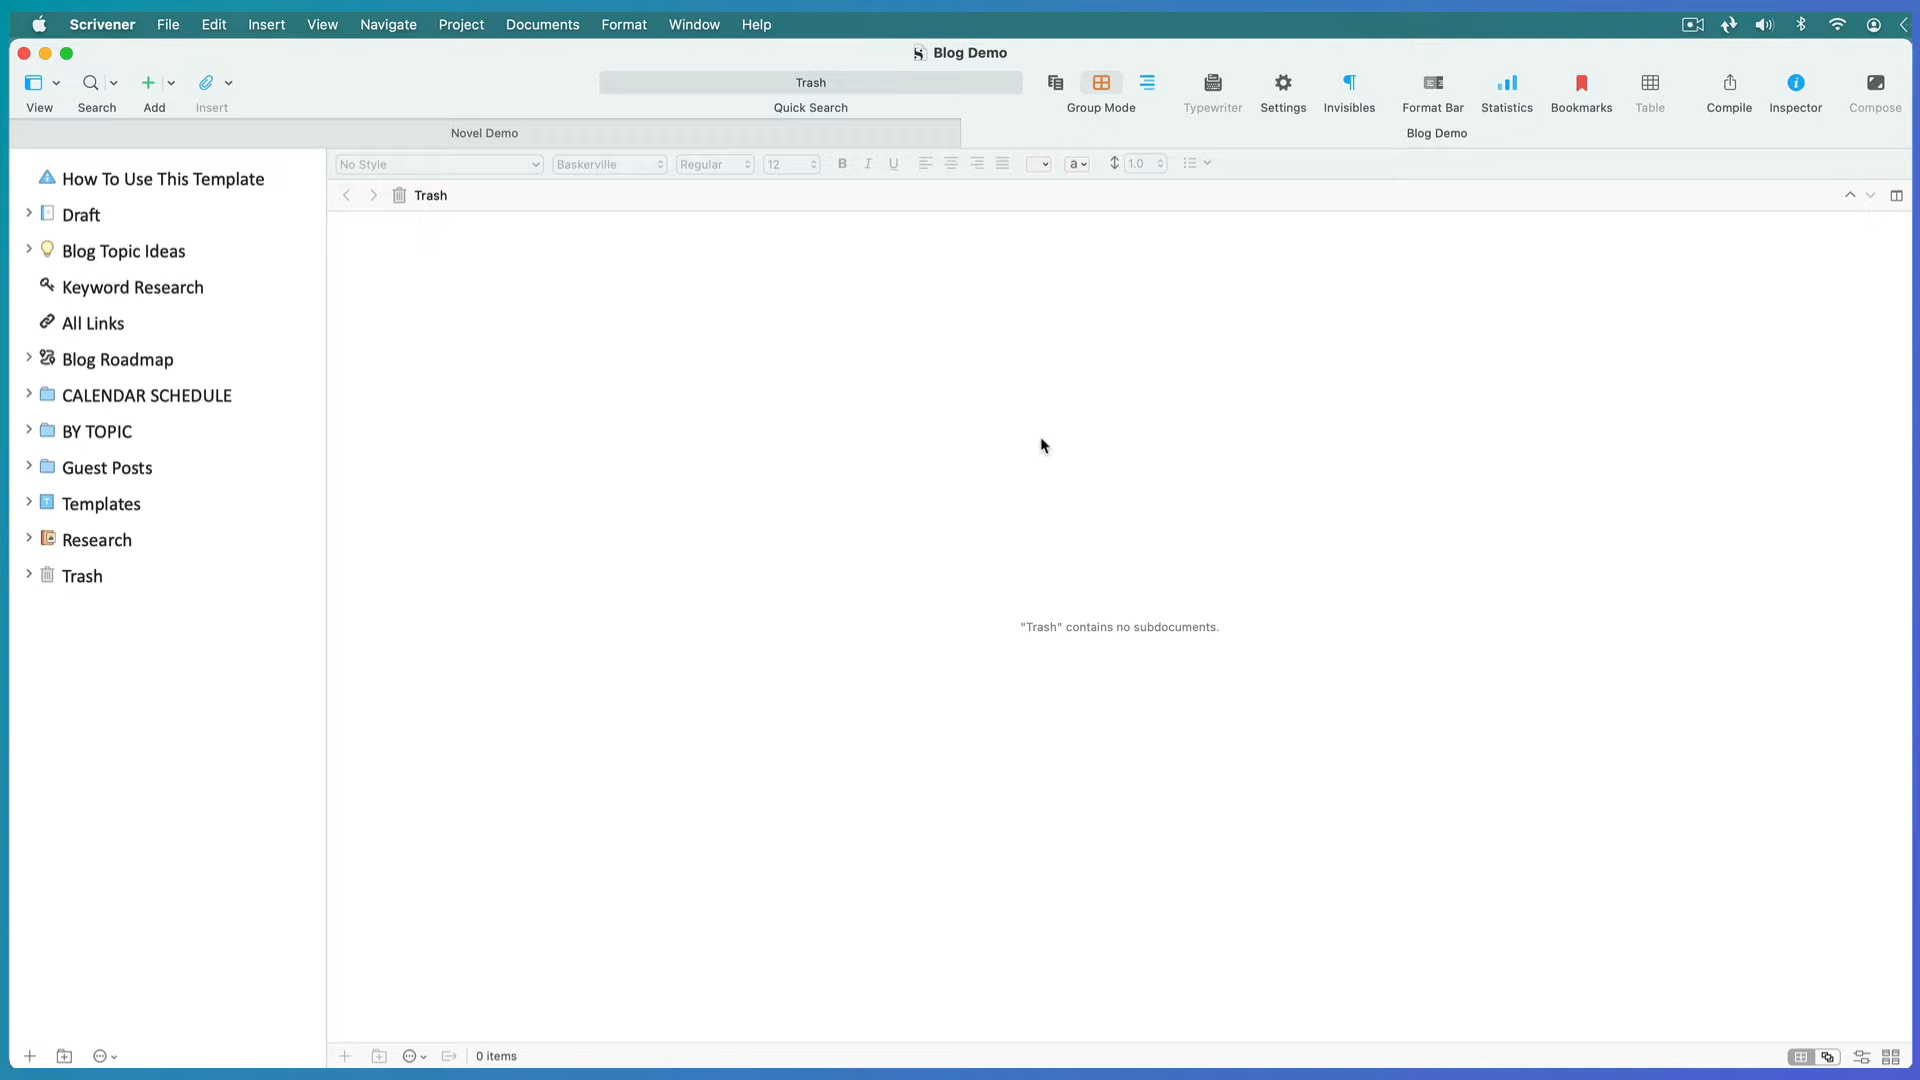 Scrivener File Edit Insert View Navigate Project Documents Format Window Help
Blog Demo
Trash
View Search Add Insert Quick Search Group Mode Typewriter Settings Invisibles Format Bar Statistics Bookmarks Table Compile Inspector Compose
Novel Demo Blog Demo
No Style Baskerville Regular 12 B I U a 1.0
Trash
How To Use This Template
Draft
Blog Topic Ideas
Keyword Research
All Links
Blog Roadmap
CALENDAR SCHEDULE
BY TOPIC
Guest Posts
Templates
Research
Trash
"Trash" contains no subdocuments.
0 items